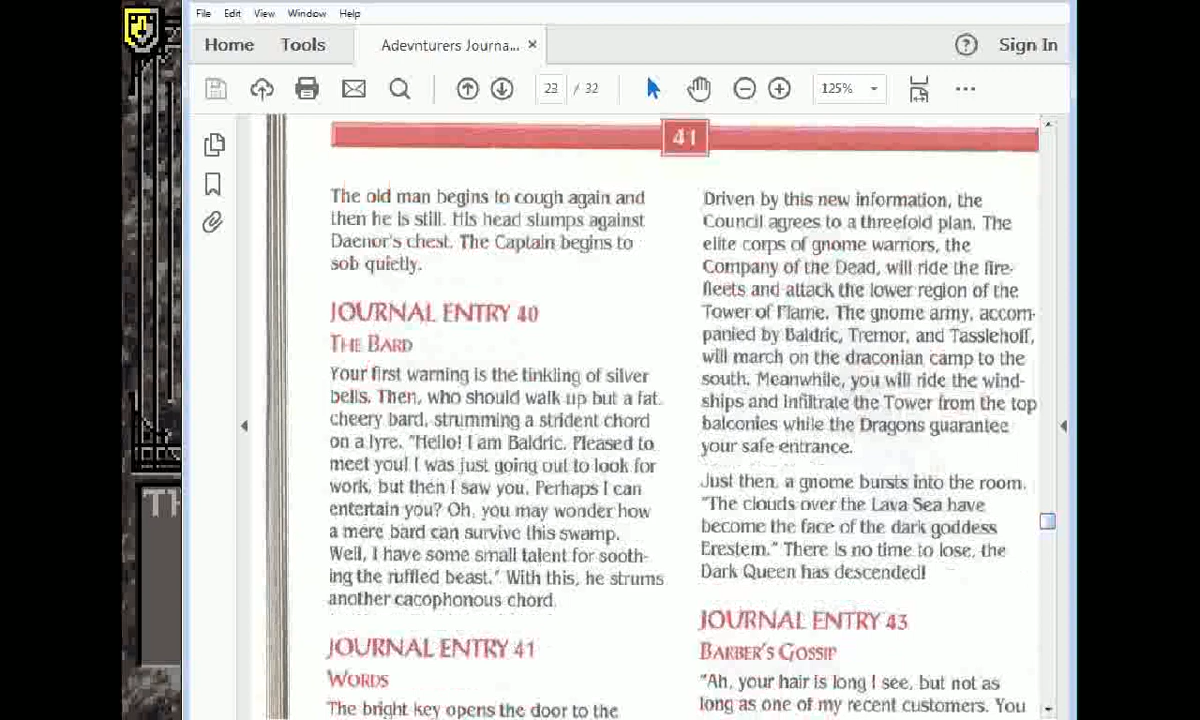 File Edit View Window Help
Home Tools Adevnturers Journa... × ? Sign In
23 / 32 125%
41
The old man begins to cough again and
then he is still. His head slumps against
Daenor's chest. The Captain begins to
sob quietly.
JOURNAL ENTRY 40
THE BARD
Your first warning is the tinkling of silver
bells. Then, who should walk up but a fat,
cheery bard, strumming a strident chord
on a lyre. "Hello! I am Baldric. Pleased to
meet you! I was just going out to look for
work, but then I saw you. Perhaps I can
entertain you? Oh, you may wonder how
a mere bard can survive this swamp.
Well, I have some small talent for sooth-
ing the ruffled beast." With this, he strums
another cacophonous chord.
JOURNAL ENTRY 41
WORDS
The bright key opens the door to the
Driven by this new information, the
Council agrees to a threefold plan. The
elite corps of gnome warriors, the
Company of the Dead, will ride the fire-
fleets and attack the lower region of the
Tower of Flame. The gnome army, accom-
panied by Baldric, Tremor, and Tasslehoff,
will march on the draconian camp to the
south. Meanwhile, you will ride the wind-
ships and infiltrate the Tower from the top
balconies while the Dragons guarantee
your safe entrance.
Just then, a gnome bursts into the room.
"The clouds over the Lava Sea have
become the face of the dark goddess
Erestem." There is no time to lose, the
Dark Queen has descended!
JOURNAL ENTRY 43
BARBER'S GOSSIP
"Ah, your hair is long I see, but not as
long as one of my recent customers. You
TH